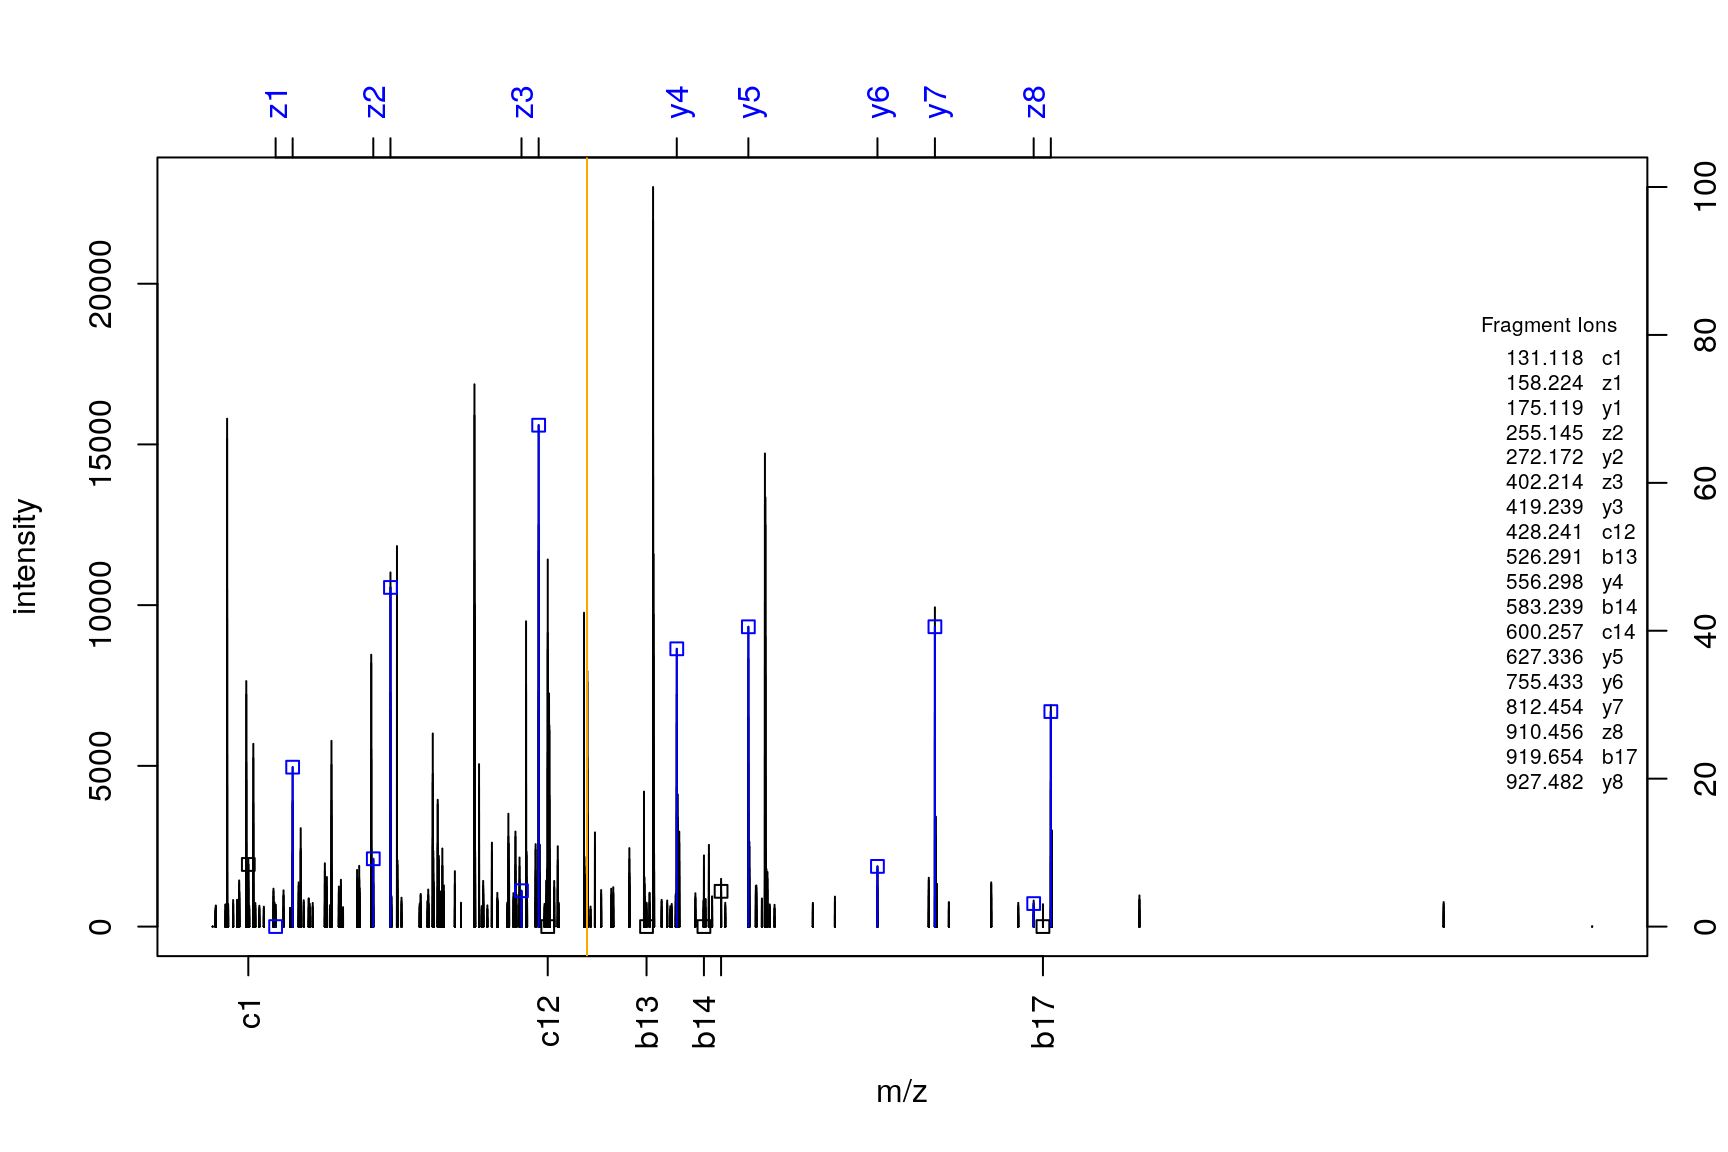 z1 z2 z3 y4 y5 y6 y7 z8
intensity
0 5000 10000 15000 20000
0 20 40 60 80 100
Fragment Ions
131.118 c1
158.224 z1
175.119 y1
255.145 z2
272.172 y2
402.214 z3
419.239 y3
428.241 c12
526.291 b13
556.298 y4
583.239 b14
600.257 c14
627.336 y5
755.433 y6
812.454 y7
910.456 z8
919.654 b17
927.482 y8
c1 c12 b13 b14 b17
m/z